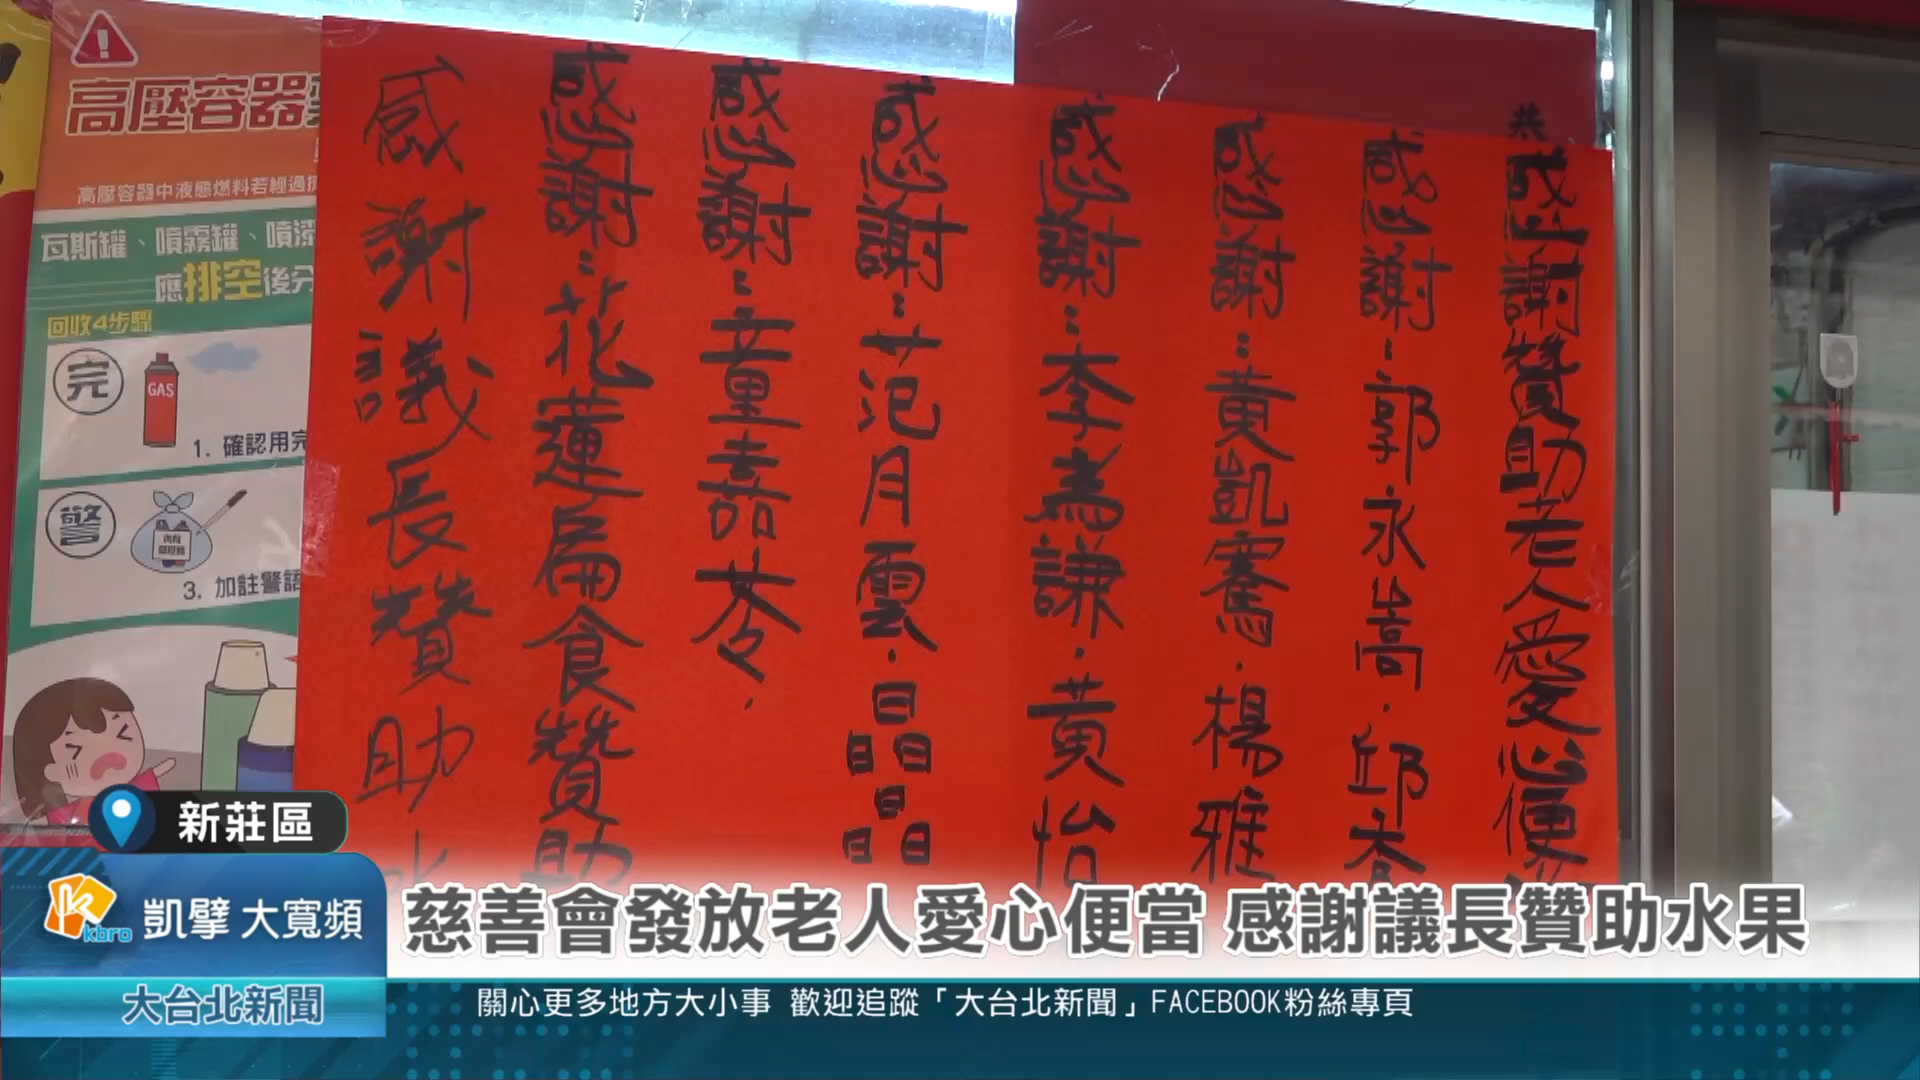 恭
感謝贊助老人愛心便
感謝：郭永嵩．邱香
感謝：黃凱騫．楊雅
感謝：李為謙．黃怡
感謝：范月雲．晶晶
感謝：童嘉苓．
感謝：花蓮扁食贊助
感謝議長贊助水
高壓容器
高壓容器中液態燃料若經過
瓦斯罐、噴霧罐、噴漆
應排空後分
回收4步驟
完
GAS
1. 確認用完
警
3. 加註警語
新莊區
kbro 凱擘 大寬頻
慈善會發放老人愛心便當 感謝議長贊助水果
大台北新聞
關心更多地方大小事 歡迎追蹤「大台北新聞」FACEBOOK粉絲專頁